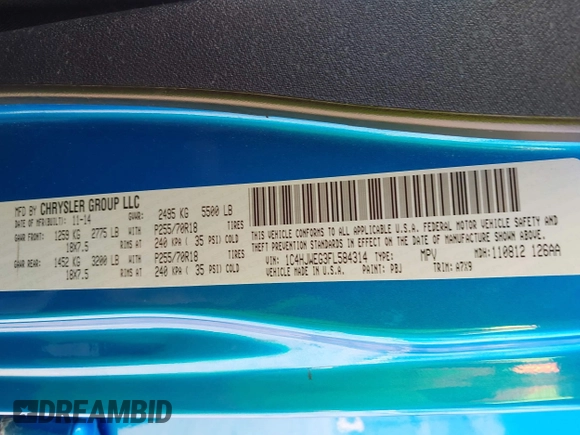 MFD BY CHRYSLER GROUP LLC
DATE OF MFR(BUILT): 11-14 GVWR: 2495 KG 5500 LB
GAWR FRONT: 1259 KG 2775 LB P255/70R18 TIRES
18X7.5 RIMS AT 240 KPA ( 35 PSI) COLD
GAWR REAR: 1452 KG 3200 LB P255/70R18 TIRES
18X7.5 RIMS AT 240 KPA ( 35 PSI) COLD
THIS VEHICLE CONFORMS TO ALL APPLICABLE U.S.A. FEDERAL MOTOR VEHICLE SAFETY AND
THEFT PREVENTION STANDARDS IN EFFECT ON THE DATE OF MANUFACTURE SHOWN ABOVE.
VIN: 1C4HJWEG3FL584314 TYPE: MPV MDH: 110812 126AA
VEHICLE MADE IN U.S.A. PAINT: PBJ TRIM: A7X9
DREAMBID